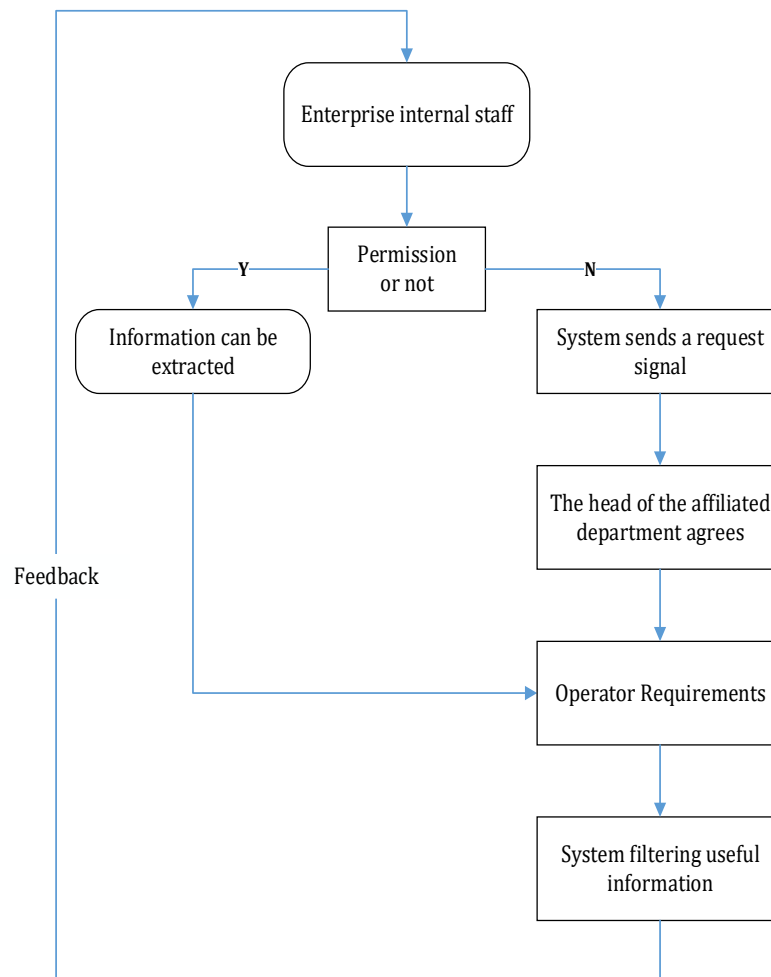 Enterprise internal staff
Permission
or not
Y
N
Information can be
extracted
System sends a request
signal
The head of the affiliated
department agrees
Feedback
Operator Requirements
System filtering useful
information